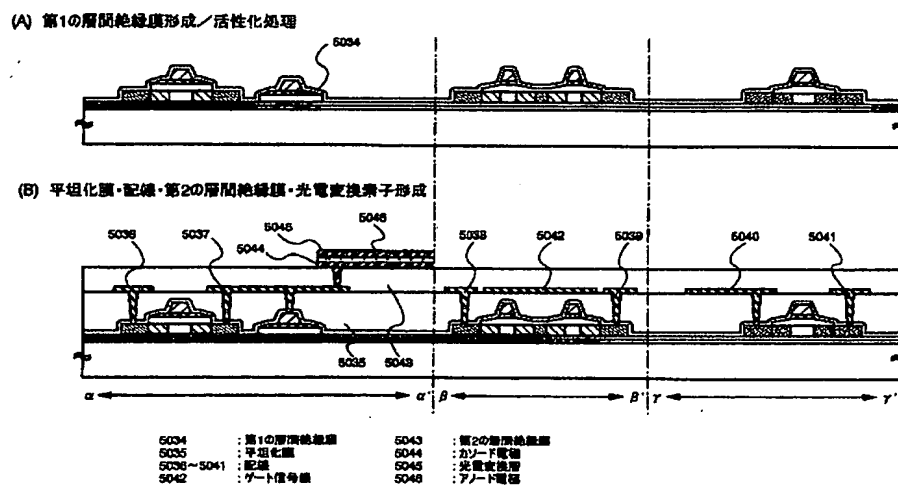 (A) 第1の層間絶縁膜形成／活性化処理
5034
(B) 平坦化膜・配線・第2の層間絶縁膜・光電変換素子形成
5036 5037 5044 5045 5046 5038 5042 5039 5040 5041
5035 5043
α α' β β' γ γ'
5034 :第1の層間絶縁膜 5043 :第2の層間絶縁膜
5035 :平坦化膜 5044 :カソード電極
5036～5041 :配線 5045 :光電変換層
5042 :ゲート信号線 5046 :アノード電極